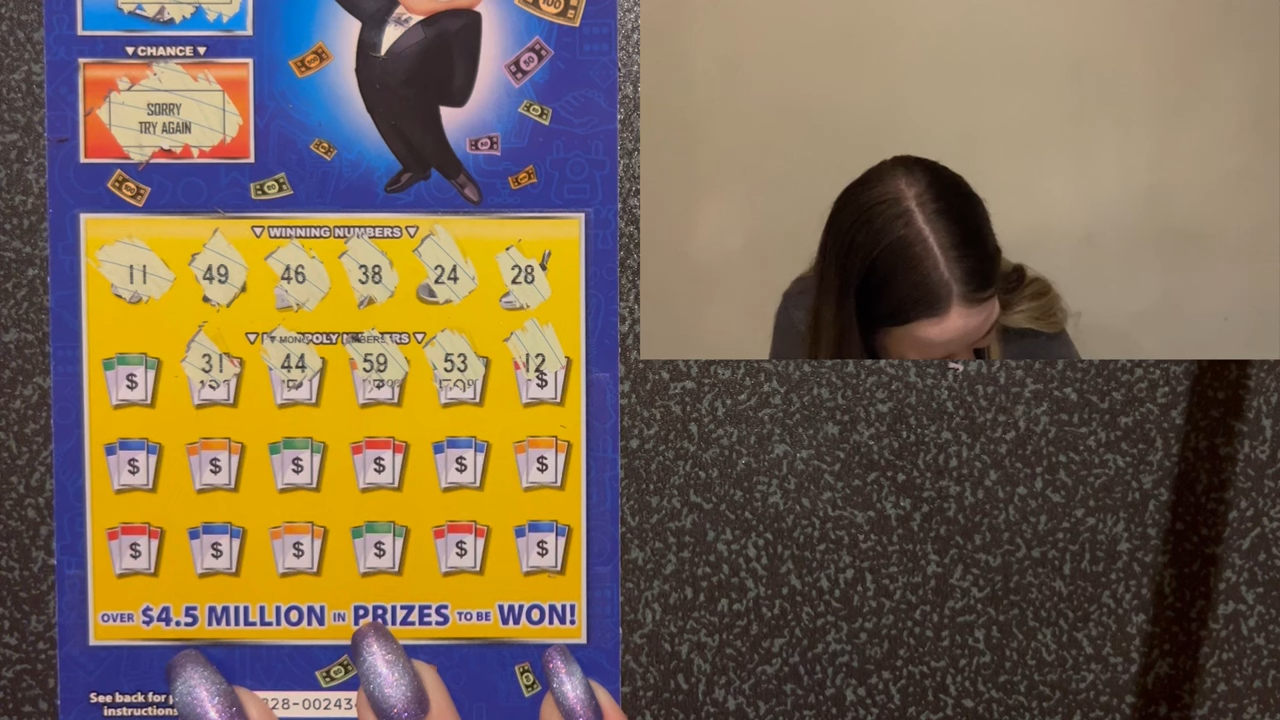 ▼CHANCE▼
SORRY
TRY AGAIN
▼ WINNING NUMBERS ▼
11 49 46 38 24 28
31 44 59 53 12
$ $
$ $ $ $ $ $
$ $ $ $ $ $
OVER $4.5 MILLION IN PRIZES TO BE WON!
See back for
instructions